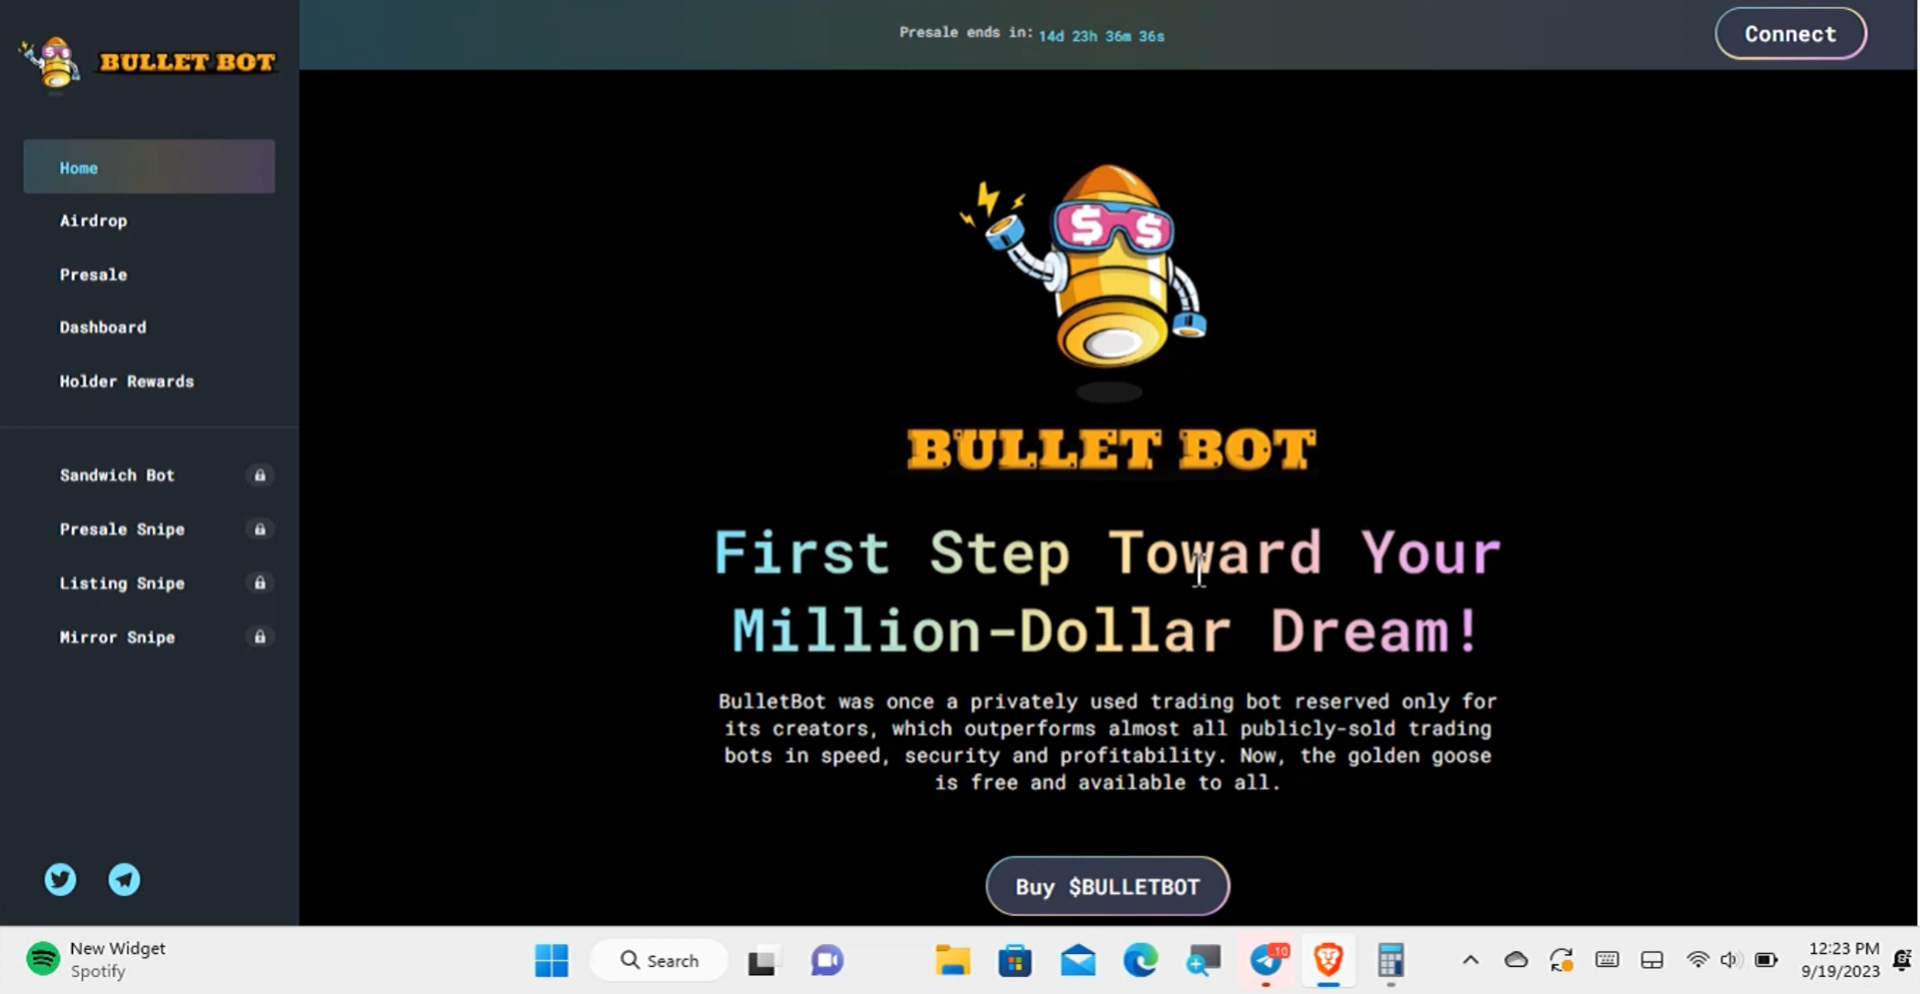 BULLET BOT
Presale ends in: 14d 23h 36m 36s
Connect
Home
Airdrop
Presale
Dashboard
Holder Rewards
Sandwich Bot
Presale Snipe
Listing Snipe
Mirror Snipe
$ $
BULLET BOT
First Step Toward Your
Million-Dollar Dream!
BulletBot was once a privately used trading bot reserved only for
its creators, which outperforms almost all publicly-sold trading
bots in speed, security and profitability. Now, the golden goose
is free and available to all.
Buy $BULLETBOT
New Widget
Spotify
Search
10
12:23 PM
9/19/2023